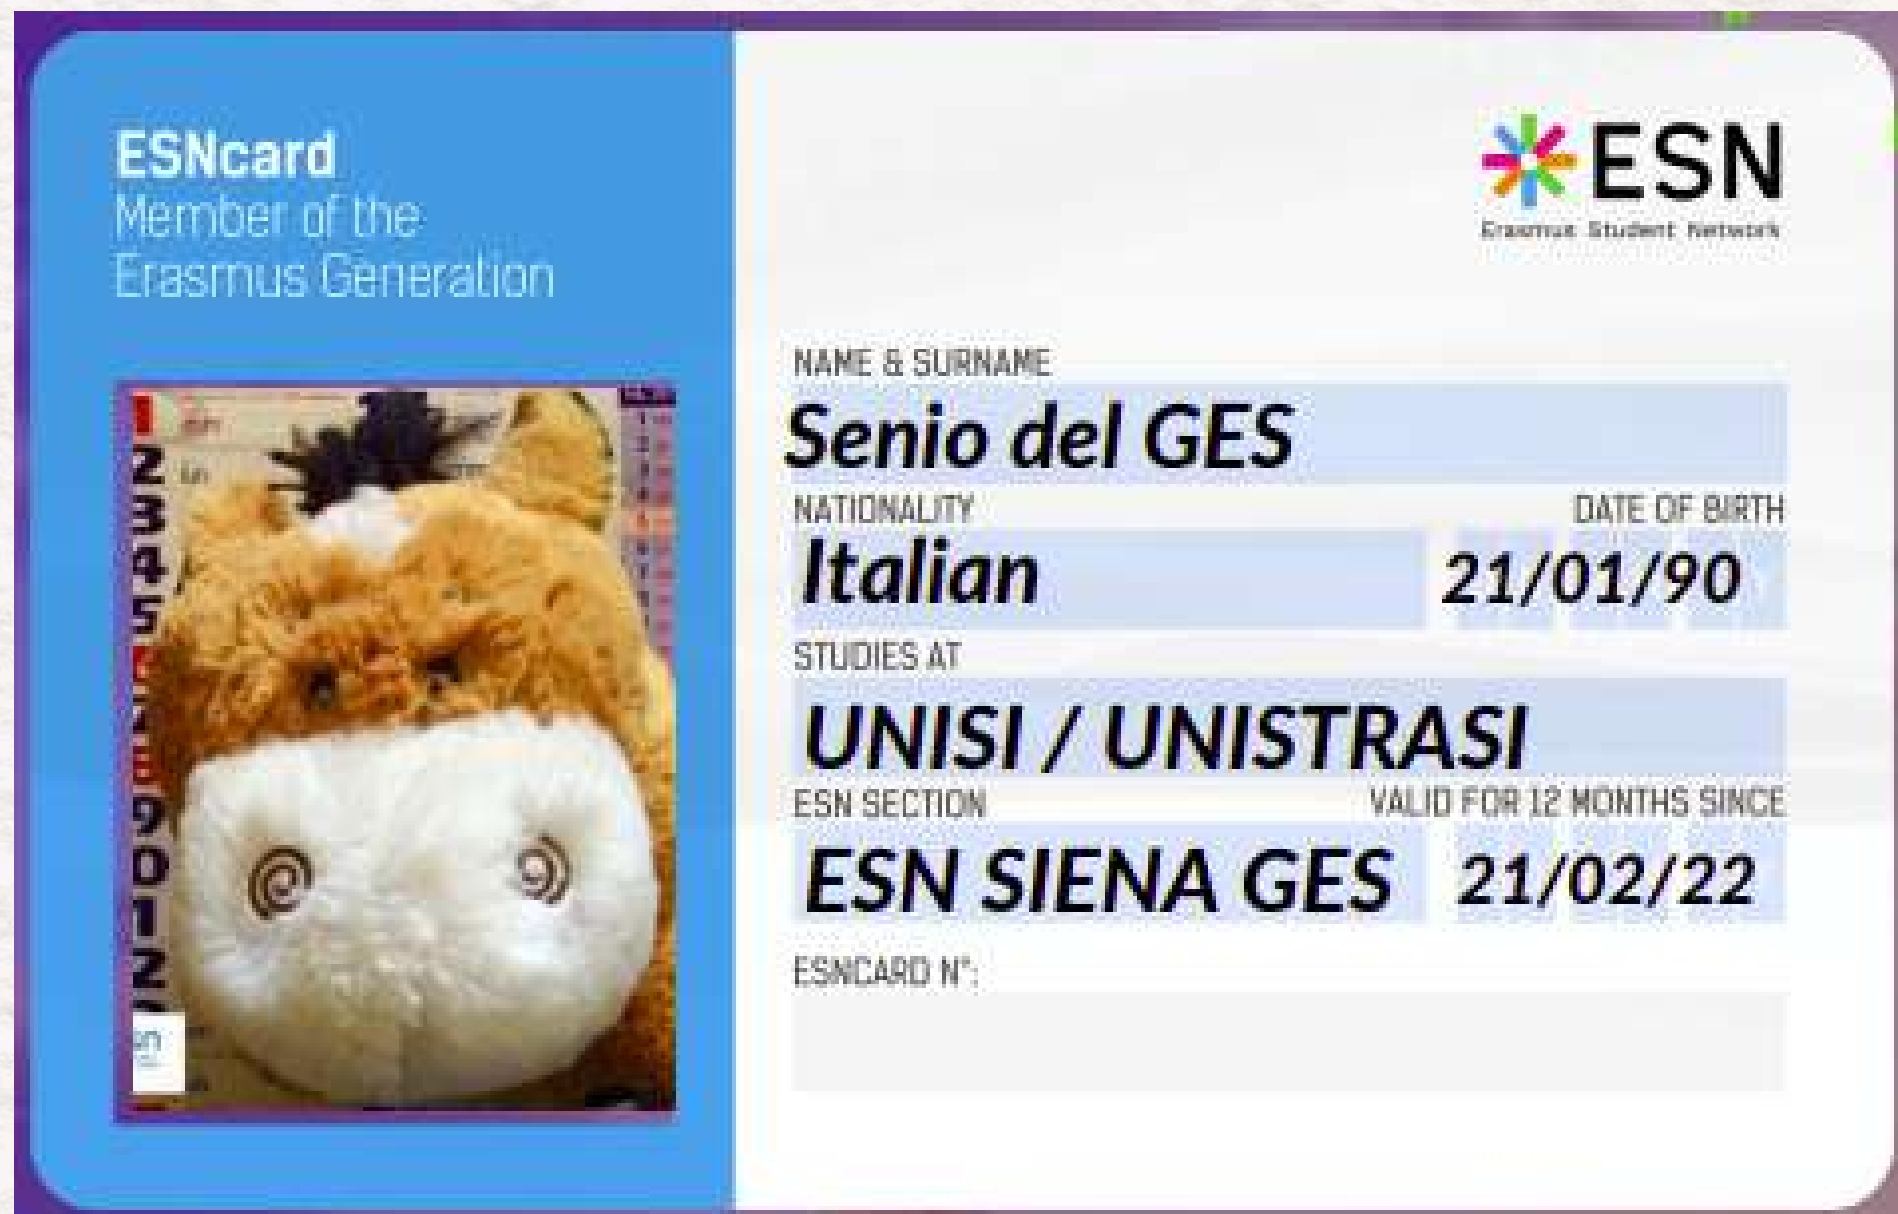 ESNcard
Member of the
Erasmus Generation
ESN
Erasmus Student Network
NAME & SURNAME
Senio del GES
NATIONALITY
DATE OF BIRTH
Italian
21/01/90
STUDIES AT
UNISI / UNISTRASI
ESN SECTION
VALID FOR 12 MONTHS SINCE
ESN SIENA GES
21/02/22
ESNCARD N°: